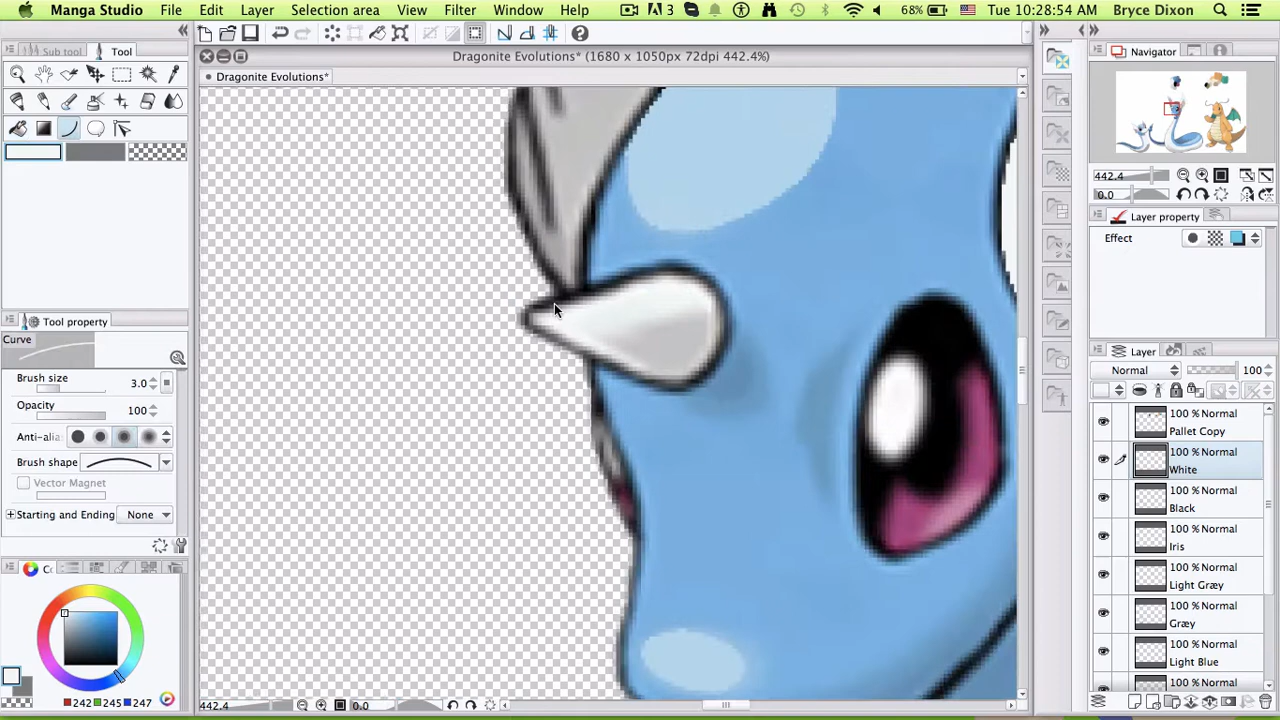 Manga Studio File Edit Layer Selection area View Filter Window Help 3 68% Tue 10:28:54 AM Bryce Dixon
Sub tool Tool
Dragonite Evolutions* (1680 x 1050px 72dpi 442.4%)
Navigator
Dragonite Evolutions*
442.4
0.0
Layer property
Effect
Tool property
Curve
Brush size 3.0
Opacity 100
Anti-alia
Brush shape
Vector Magnet
Starting and Ending None
Layer
Normal 100
100 % Normal
Pallet Copy
100 % Normal
White
100 % Normal
Black
100 % Normal
Iris
100 % Normal
Light Græy
100 % Normal
Græy
100 % Normal
Light Blue
100 % Normal
242 245 247
442.4 0.0